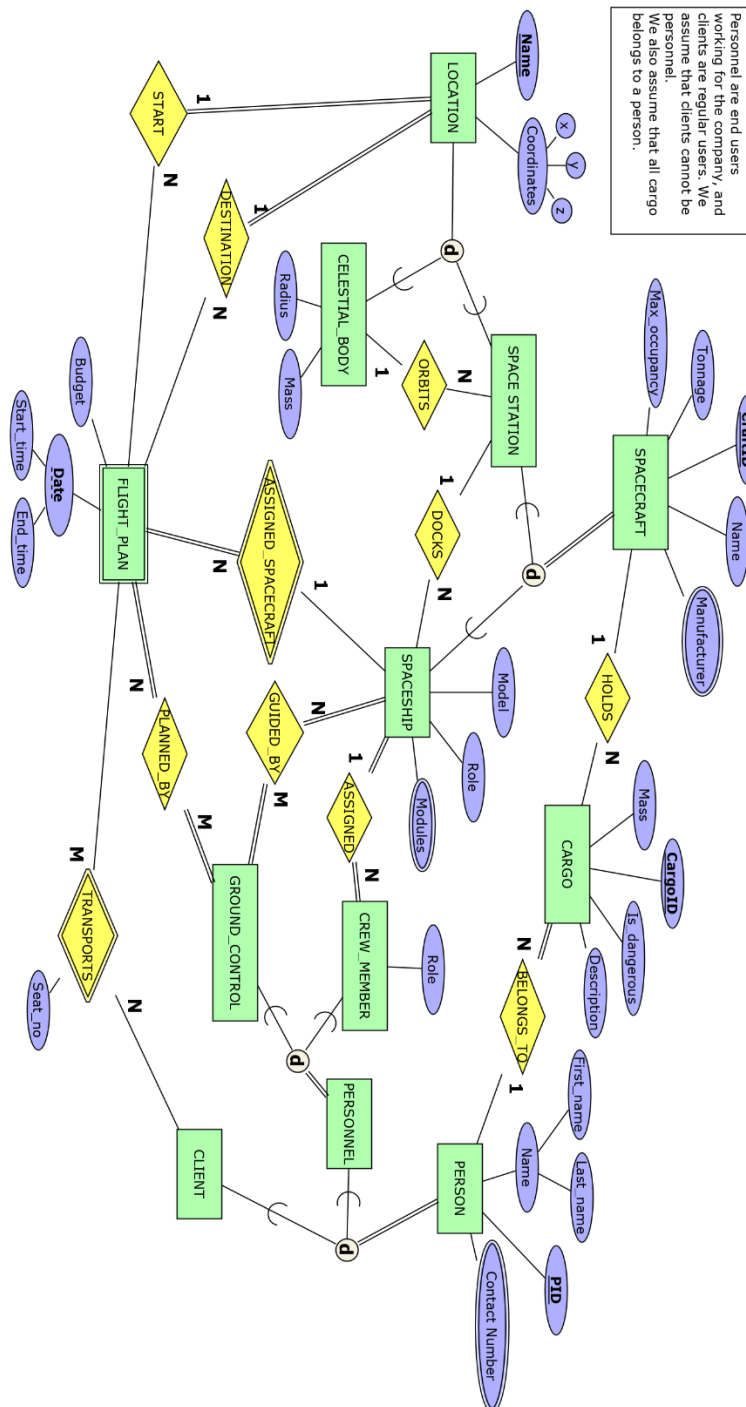 Personnel are end users
working for the company, and
clients are regular users. We
assume that clients cannot be
personnel.
We also assume that all cargo
belongs to a person.
CraftID
Tonnage
Name
Max_occupancy
Manufacturer
SPACECRAFT
Mass
CargoID
Is_dangerous
Description
CARGO
1
HOLDS
N
N
BELONGS_TO
1
First_name
Last_name
Name
PID
Contact Number
PERSON
Name
x
y
z
Coordinates
LOCATION
d
SPACE STATION
d
Model
Role
Modules
SPACESHIP
1
DOCKS
N
N
ORBITS
1
CELESTIAL_BODY
Radius
Mass
Role
CREW_MEMBER
1
ASSIGNED
N
PERSONNEL
d
d
1
DESTINATION
N
1
START
N
1
ASSIGNED_SPACECRAFT
N
N
GUIDED_BY
M
GROUND_CONTROL
M
PLANNED_BY
N
CLIENT
FLIGHT_PLAN
Budget
Date
Start_time
End_time
M
TRANSPORTS
N
Seat_no